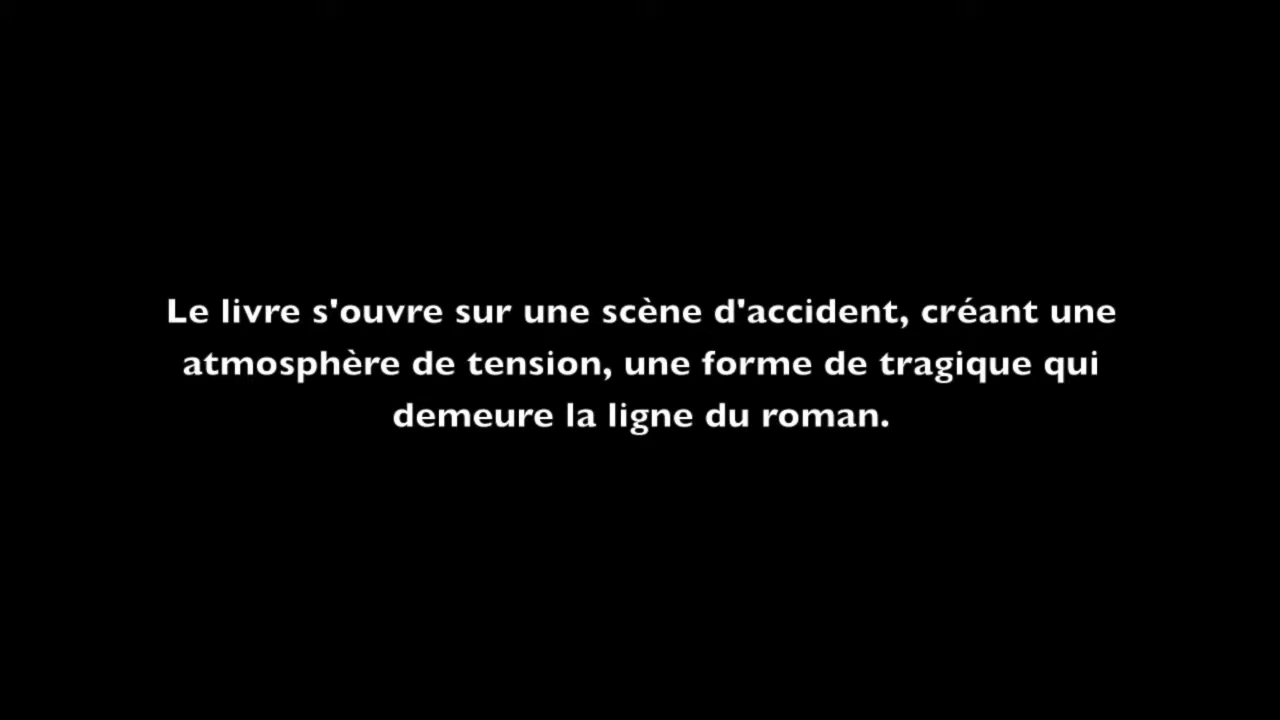 Le livre s'ouvre sur une scène d'accident, créant une
atmosphère de tension, une forme de tragique qui
demeure la ligne du roman.